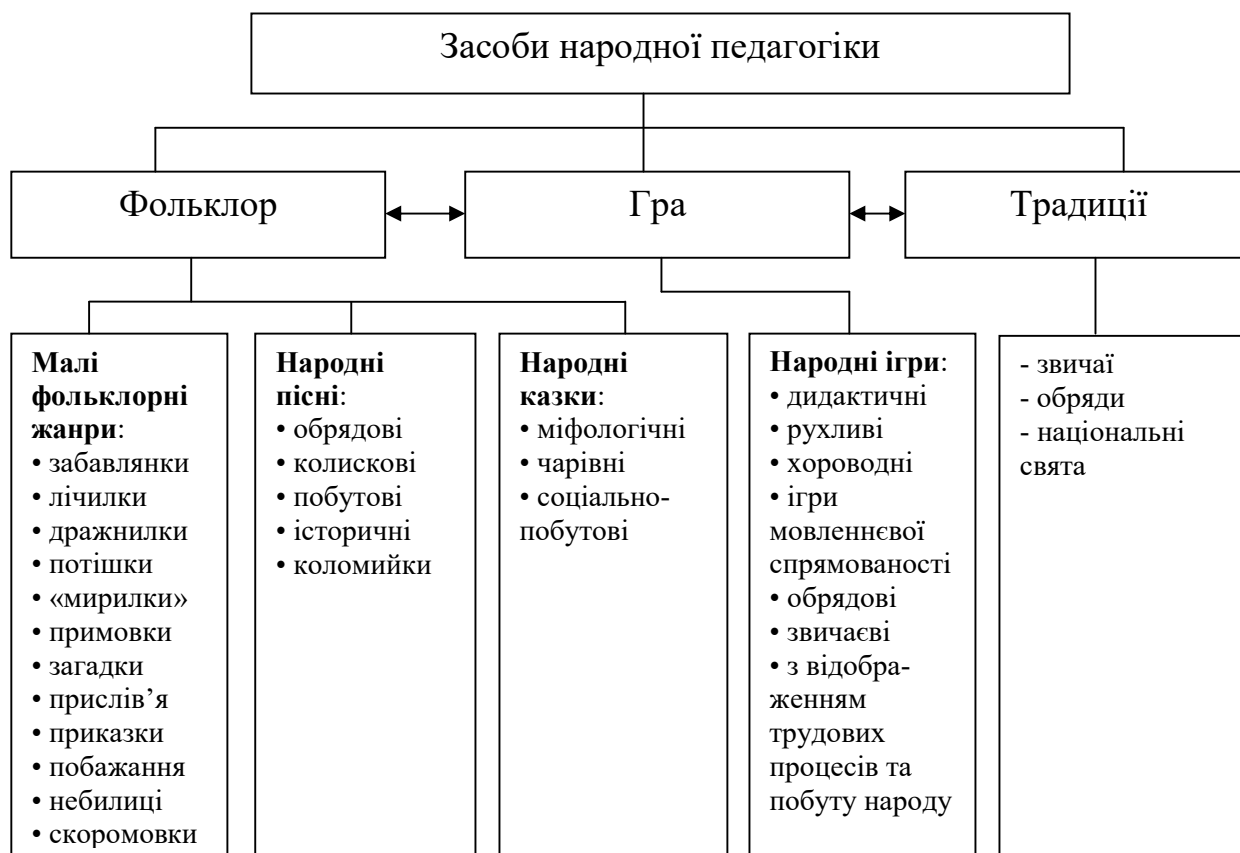 Засоби народної педагогіки
Фольклор
Гра
Традиції
Малі
фольклорні
жанри:
• забавлянки
• лічилки
• дражнилки
• потішки
• «мирилки»
• примовки
• загадки
• прислів’я
• приказки
• побажання
• небилиці
• скоромовки
Народні
пісні:
• обрядові
• колискові
• побутові
• історичні
• коломийки
Народні
казки:
• міфологічні
• чарівні
• соціально-
побутові
Народні ігри:
• дидактичні
• рухливі
• хороводні
• ігри
мовленнєвої
спрямованості
• обрядові
• звичаєві
• з відобра-
женням
трудових
процесів та
побуту народу
- звичаї
- обряди
- національні
свята